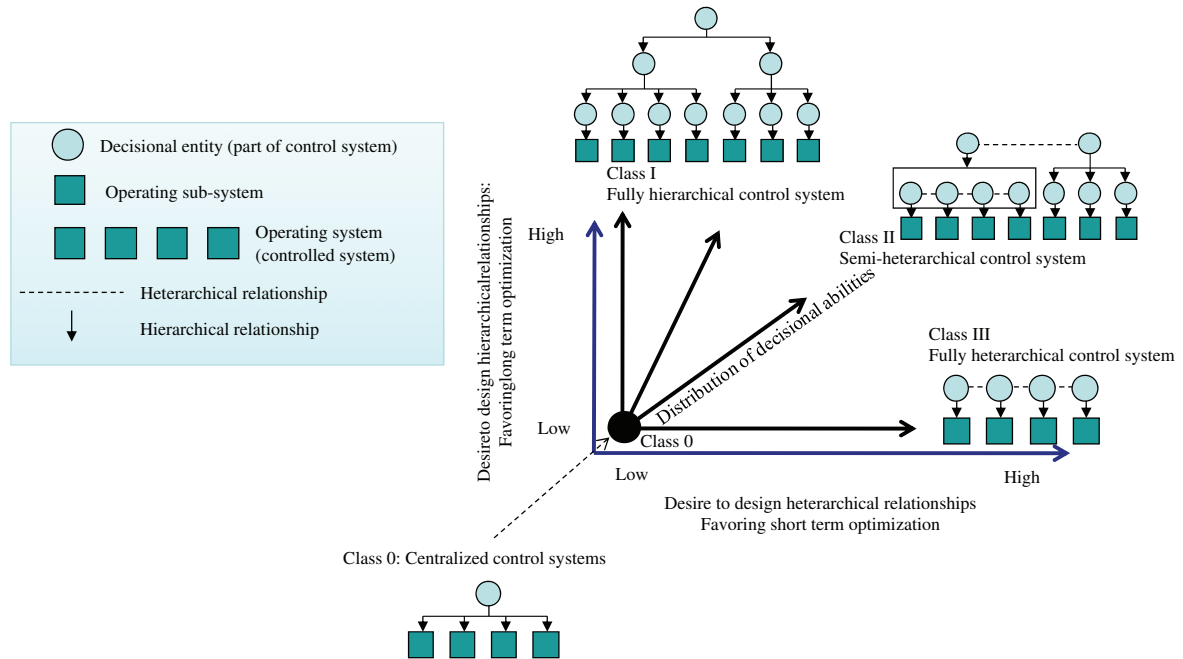 Decisional entity (part of control system)
Operating sub-system
Operating system
(controlled system)
Heterarchical relationship
Hierarchical relationship
Class I
Fully hierarchical control system
Class II
Semi-heterarchical control system
Class III
Fully heterarchical control system
Desireto design hierarchicalrelationships:
Favoringlong term optimization
High
Low
Distribution of decisional abilities
Class 0
Low
High
Desire to design heterarchical relationships
Favoring short term optimization
Class 0: Centralized control systems